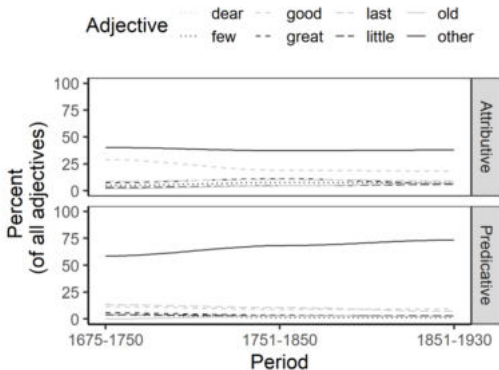 Adjective
dear good last old
few great little other
Percent
(of all adjectives)
100
75
50
25
0
Attributive
100
75
50
25
0
Predicative
1675-1750 1751-1850 1851-1930
Period